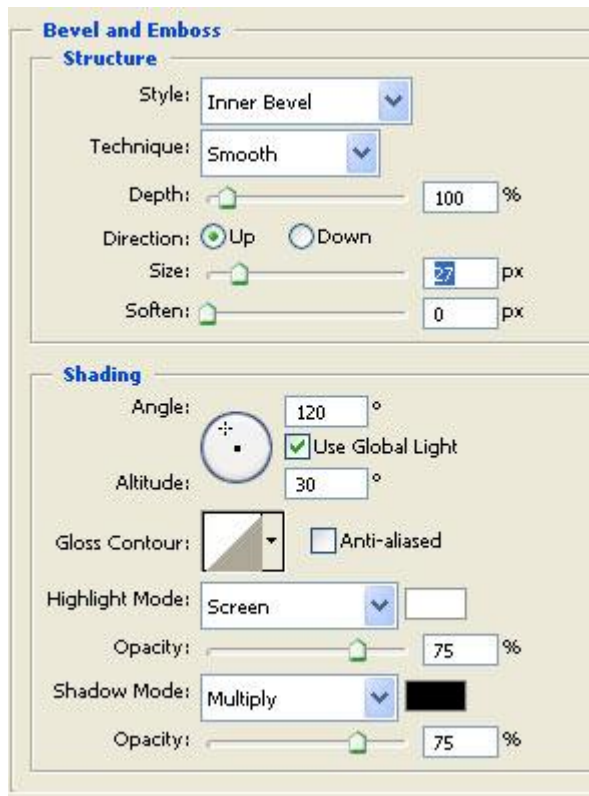 Bevel and Emboss
Structure
Style: Inner Bevel
Technique: Smooth
Depth: 100 %
Direction: Up Down
Size: 27 px
Soften: 0 px
Shading
Angle: 120 °
Use Global Light
Altitude: 30 °
Gloss Contour: Anti-aliased
Highlight Mode: Screen
Opacity: 75 %
Shadow Mode: Multiply
Opacity: 75 %